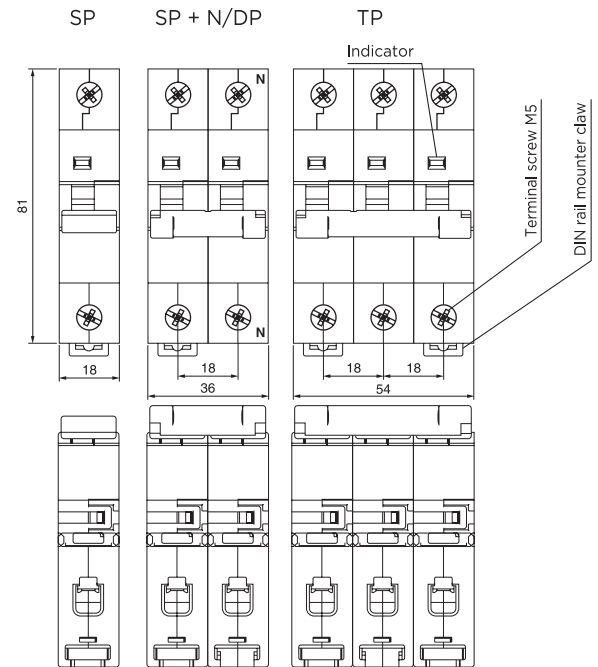 SP SP + N/DP TP
Indicator
N
81
Terminal screw M5
DIN rail mounter claw
N
18 18 18 18
36 54